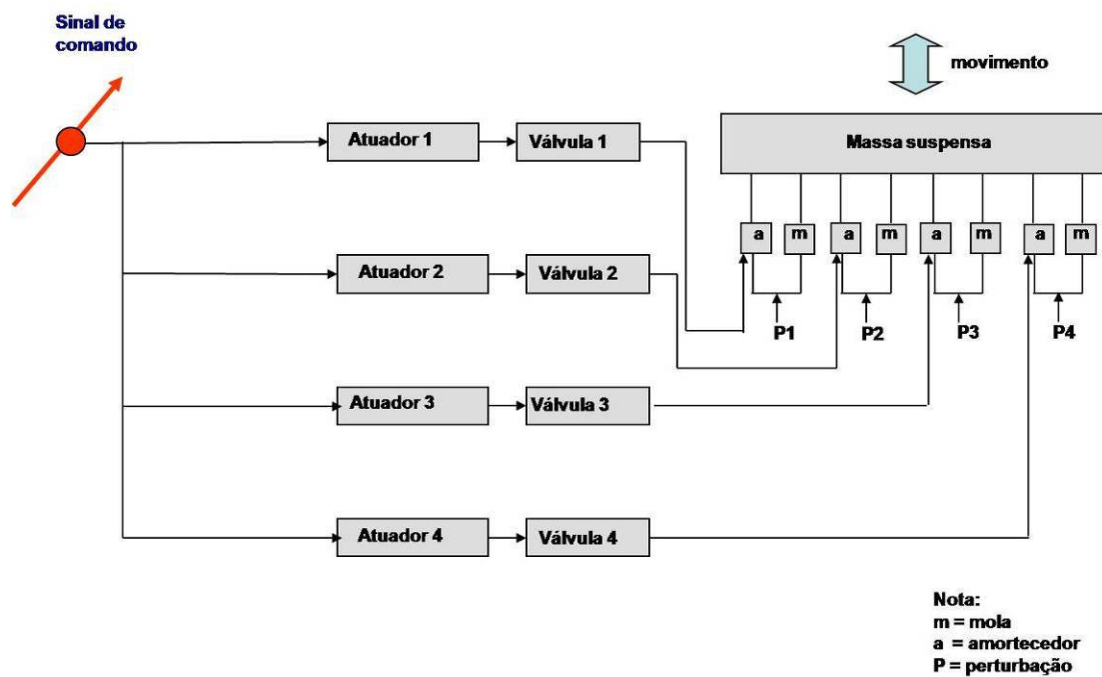 Sinal de
comando
movimento
Atuador 1
Válvula 1
Massa suspensa
a
m
a
m
a
m
a
m
Atuador 2
Válvula 2
P1
P2
P3
P4
Atuador 3
Válvula 3
Atuador 4
Válvula 4
Nota:
m = mola
a = amortecedor
P = perturbação